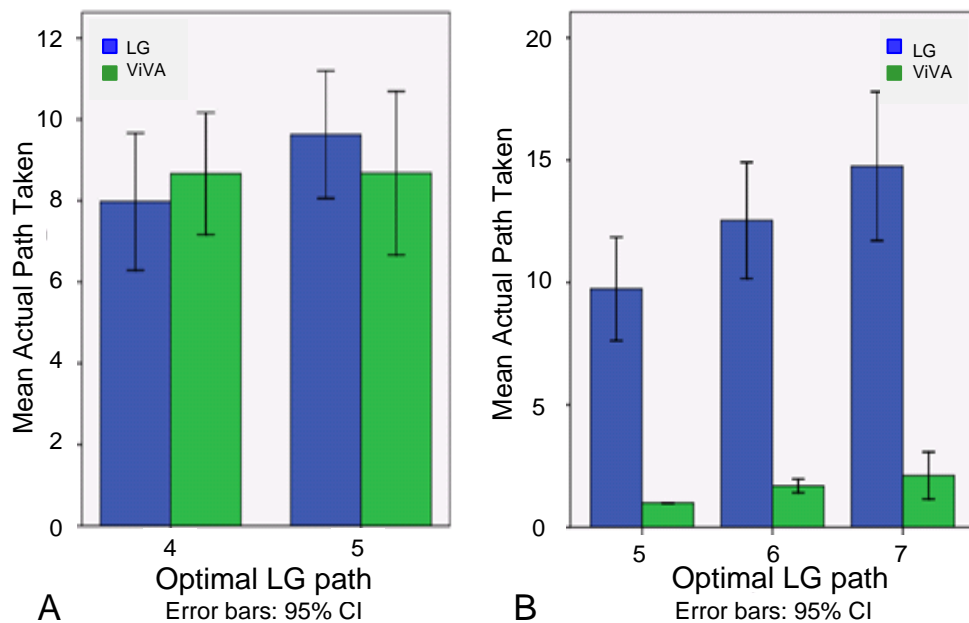 12
10
8
6
4
2
0
Mean Actual Path Taken
LG
ViVA
4
5
Optimal LG path
Error bars: 95% CI
A
20
15
10
5
0
Mean Actual Path Taken
LG
ViVA
5
6
7
Optimal LG path
Error bars: 95% CI
B